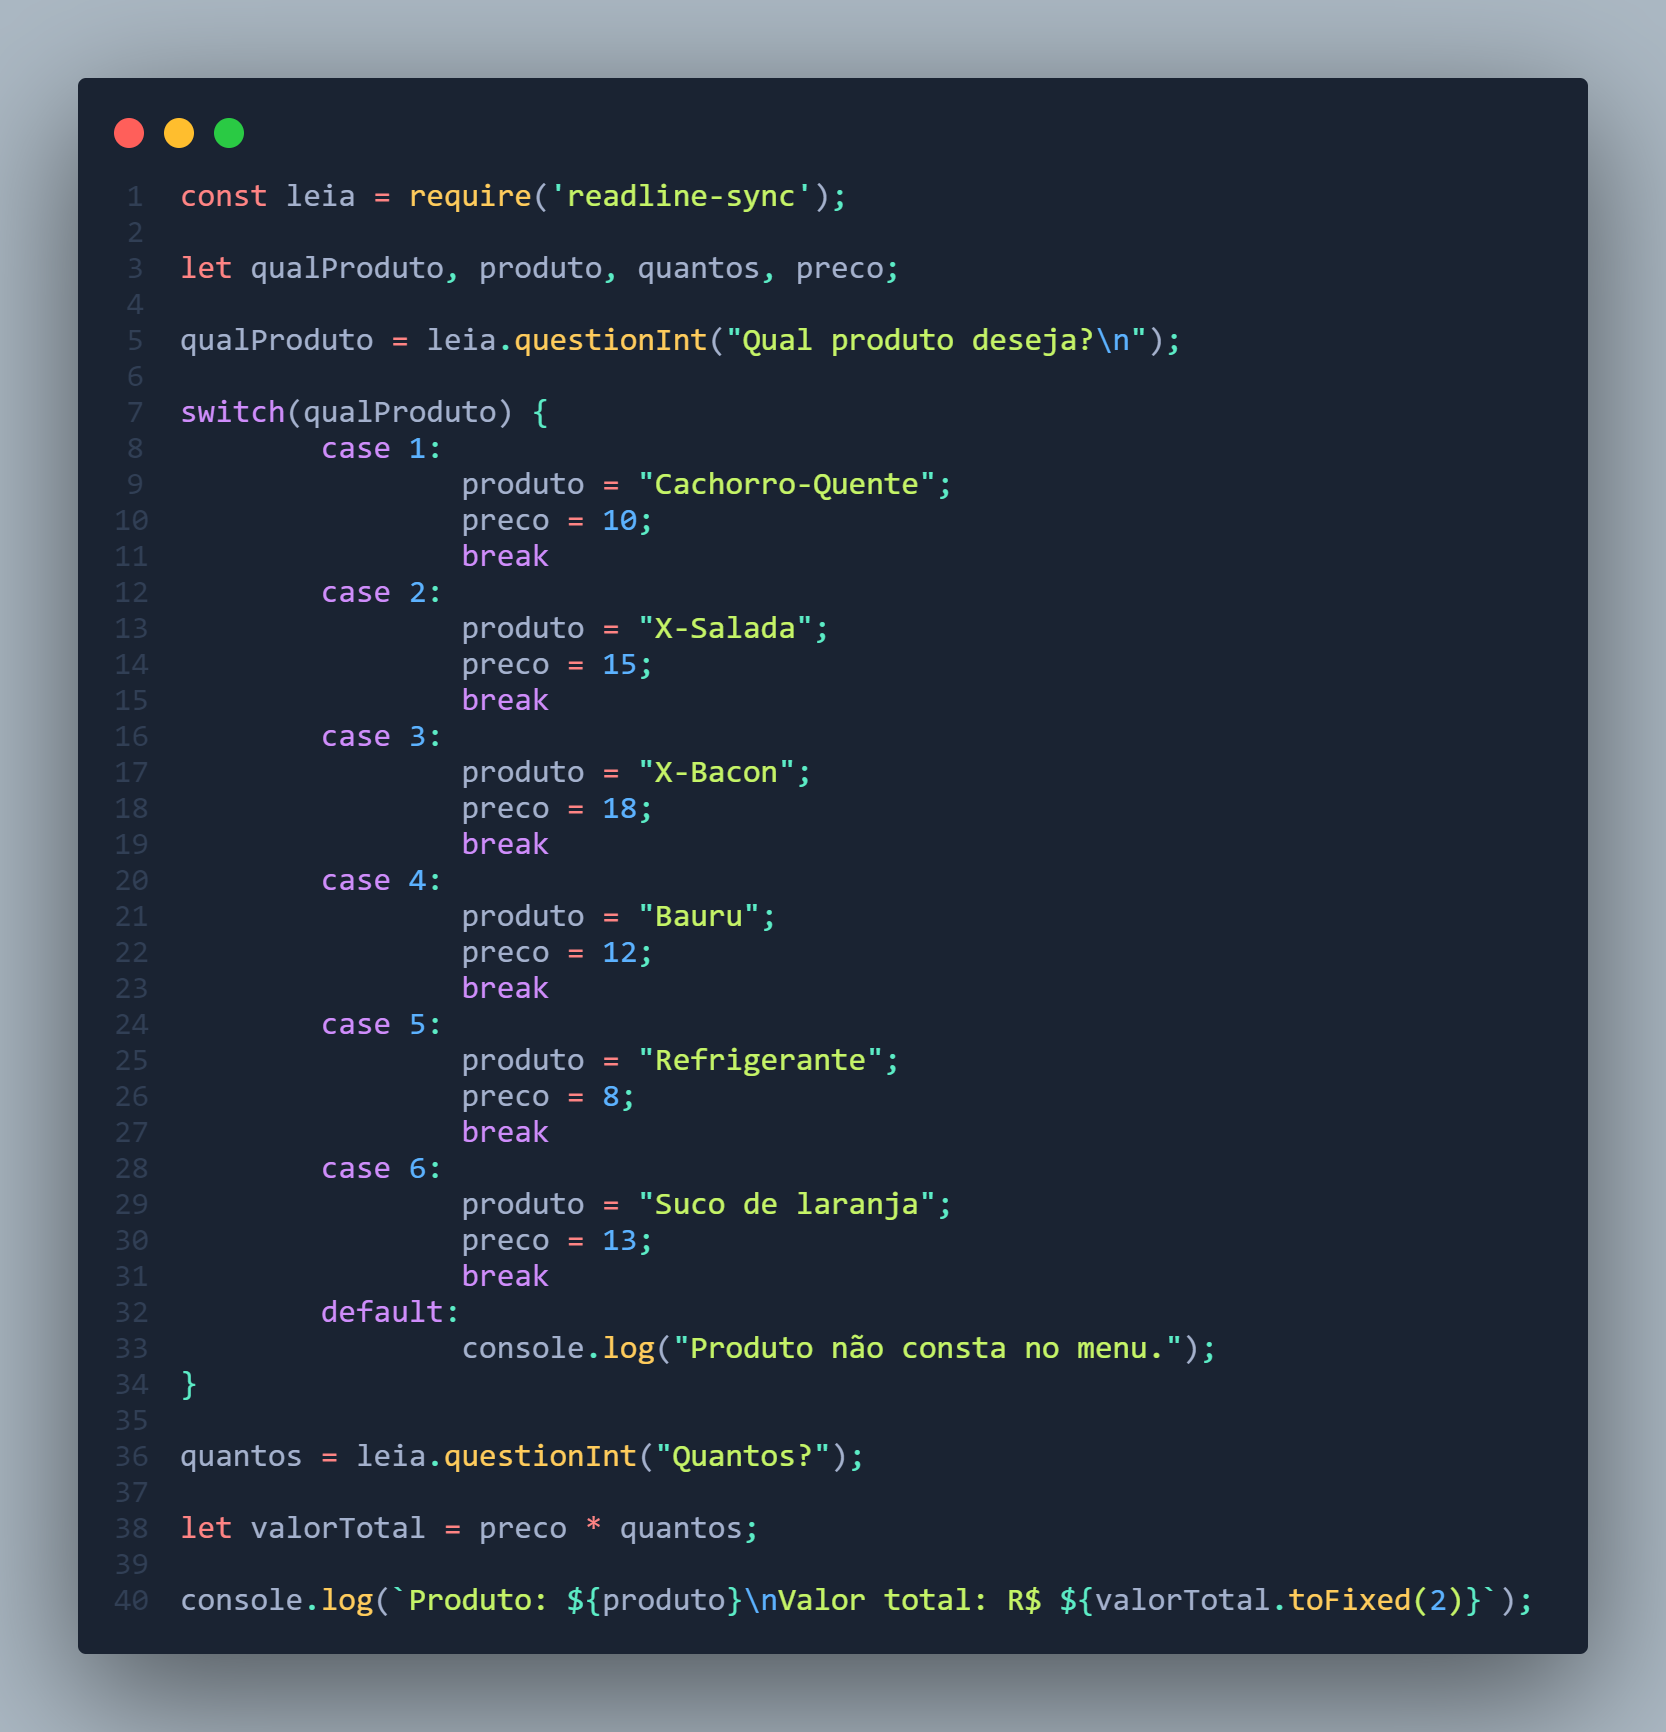 1 const leia = require('readline-sync');
2
3 let qualProduto, produto, quantos, preco;
4
5 qualProduto = leia.questionInt("Qual produto deseja?\n");
6
7 switch(qualProduto) {
8         case 1:
9                 produto = "Cachorro-Quente";
10                 preco = 10;
11                 break
12         case 2:
13                 produto = "X-Salada";
14                 preco = 15;
15                 break
16         case 3:
17                 produto = "X-Bacon";
18                 preco = 18;
19                 break
20         case 4:
21                 produto = "Bauru";
22                 preco = 12;
23                 break
24         case 5:
25                 produto = "Refrigerante";
26                 preco = 8;
27                 break
28         case 6:
29                 produto = "Suco de laranja";
30                 preco = 13;
31                 break
32         default:
33                 console.log("Produto não consta no menu.");
34 }
35
36 quantos = leia.questionInt("Quantos?");
37
38 let valorTotal = preco * quantos;
39
40 console.log(`Produto: ${produto}\nValor total: R$ ${valorTotal.toFixed(2)}`);